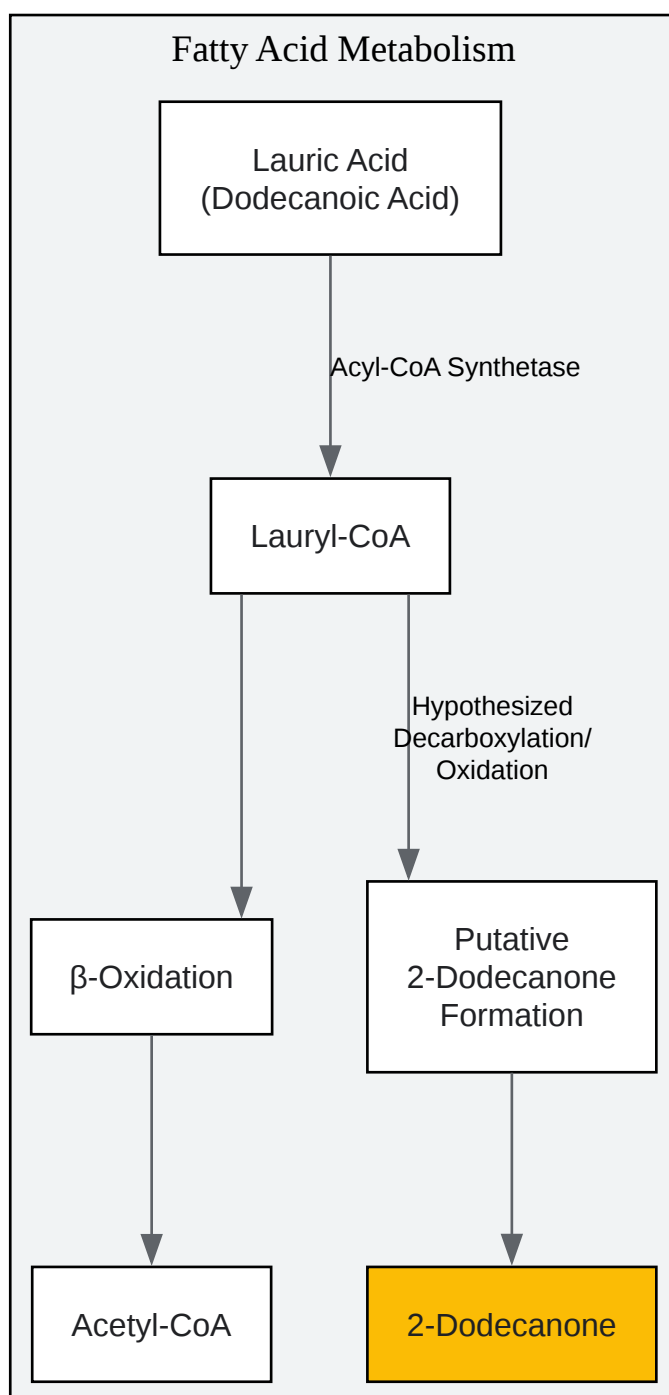 Fatty Acid Metabolism
Lauric Acid
(Dodecanoic Acid)
Acyl-CoA Synthetase
Lauryl-CoA
Hypothesized
Decarboxylation/
Oxidation
β-Oxidation
Putative
2-Dodecanone
Formation
Acetyl-CoA
2-Dodecanone